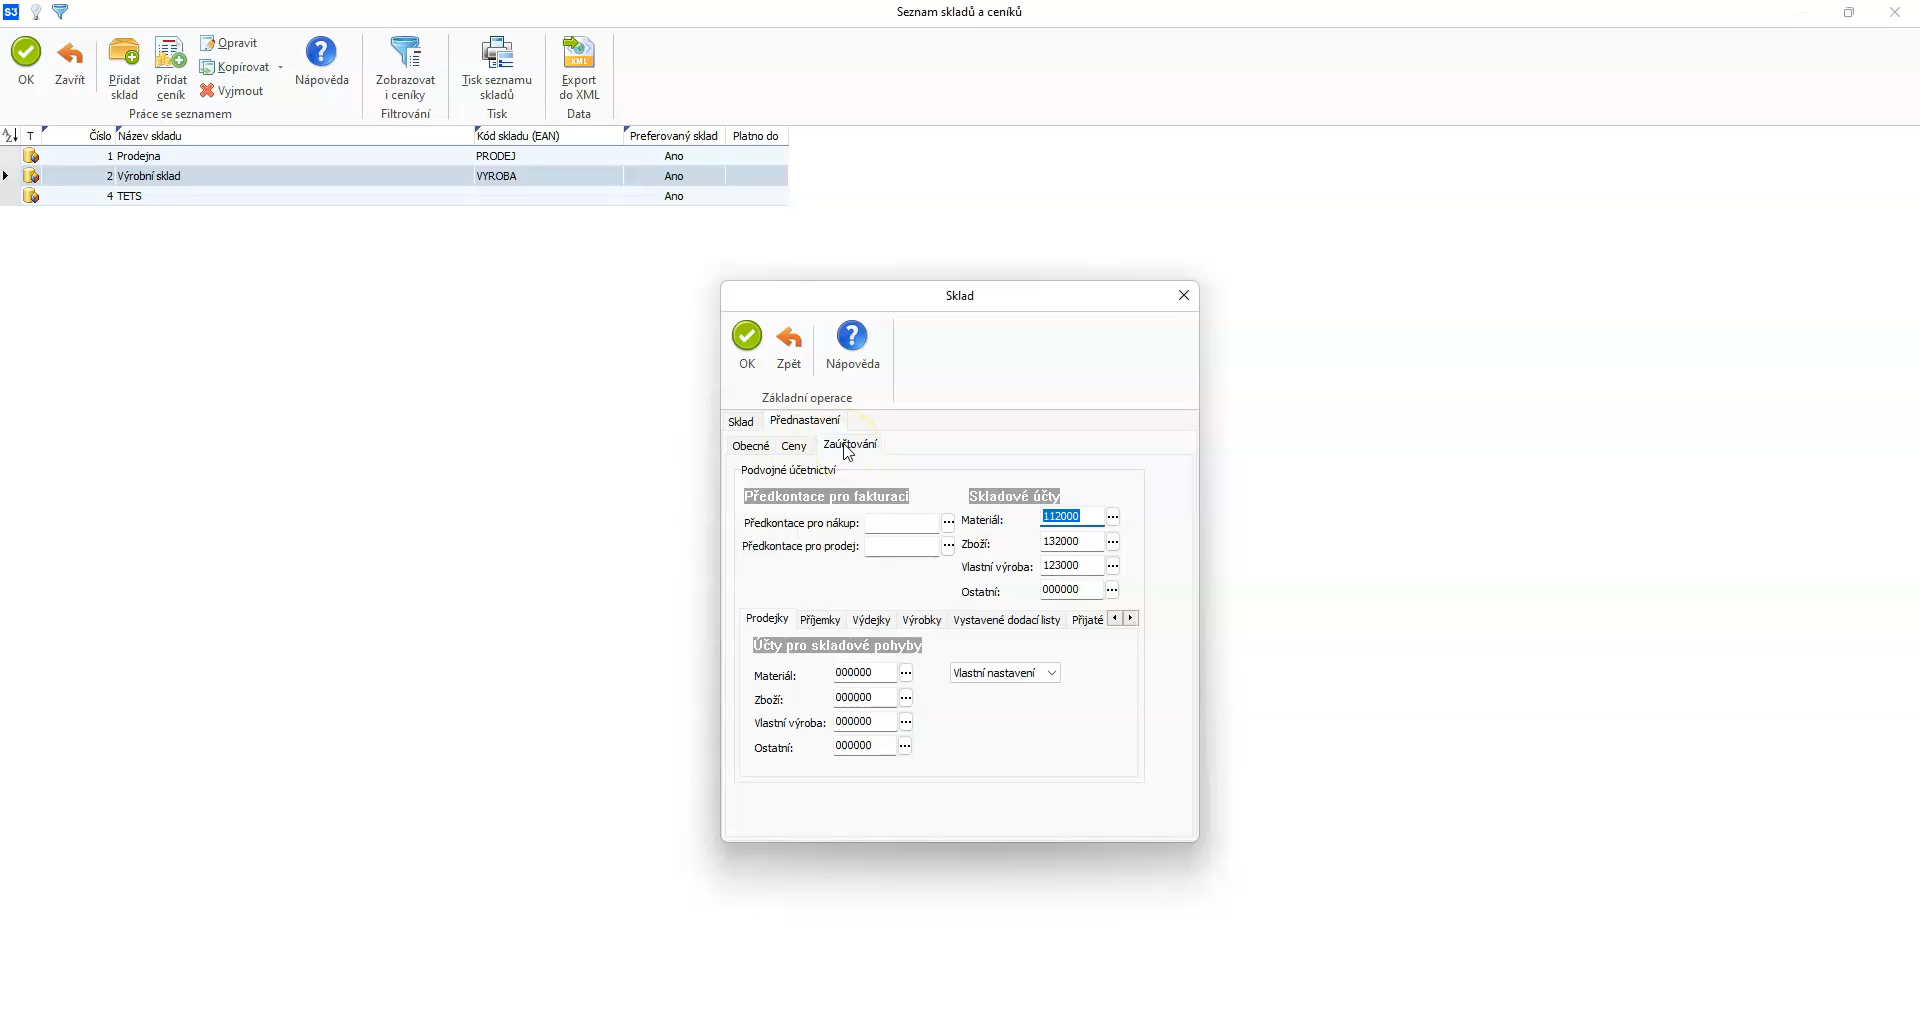 S3 Seznam skladů a ceníků
OK
Zavřít
Přidat sklad
Přidat ceník
Opravit
Kopírovat
Vyjmout
Nápověda
Práce se seznamem
Zobrazovat i ceníky
Filtrování
Tisk seznamu skladů
Tisk
XML
Export do XML
Data
T Číslo Název skladu Kód skladu (EAN) Preferovaný sklad Platno do
1 Prodejna PRODEJ Ano
2 Výrobní sklad VYROBA Ano
4 TETS Ano
Sklad
OK Zpět Nápověda
Základní operace
Sklad Přednastavení
Obecné Ceny Zaúčtování
Podvojné účetnictví
Předkontace pro fakturaci
Předkontace pro nákup:
Předkontace pro prodej:
Skladové účty
Materiál: 112000
Zboží: 132000
Vlastní výroba: 123000
Ostatní: 000000
Prodejky Příjemky Výdejky Výrobky Vystavené dodací listy Přijaté
Účty pro skladové pohyby
Materiál: 000000 Vlastní nastavení
Zboží: 000000
Vlastní výroba: 000000
Ostatní: 000000